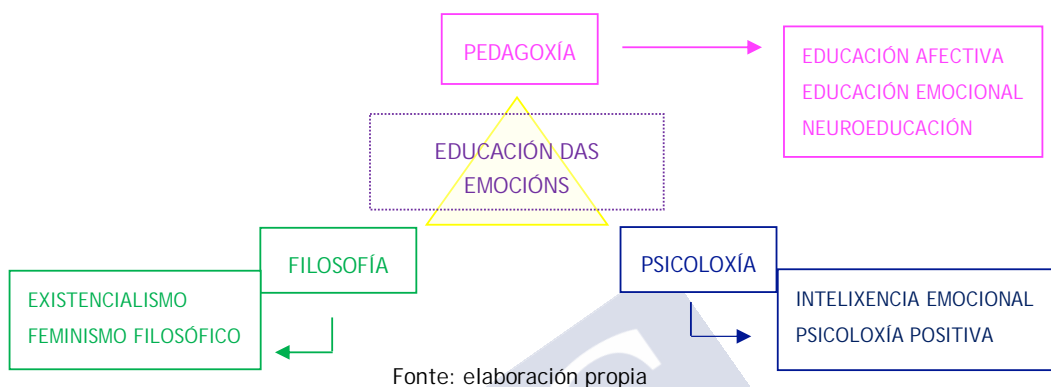 PEDAGOXÍA
EDUCACIÓN AFECTIVA
EDUCACIÓN EMOCIONAL
NEUROEDUCACIÓN
EDUCACIÓN DAS
EMOCIÓNS
FILOSOFÍA
EXISTENCIALISMO
FEMINISMO FILOSÓFICO
PSICOLOXÍA
INTELIXENCIA EMOCIONAL
PSICOLOXÍA POSITIVA
Fonte: elaboración propia